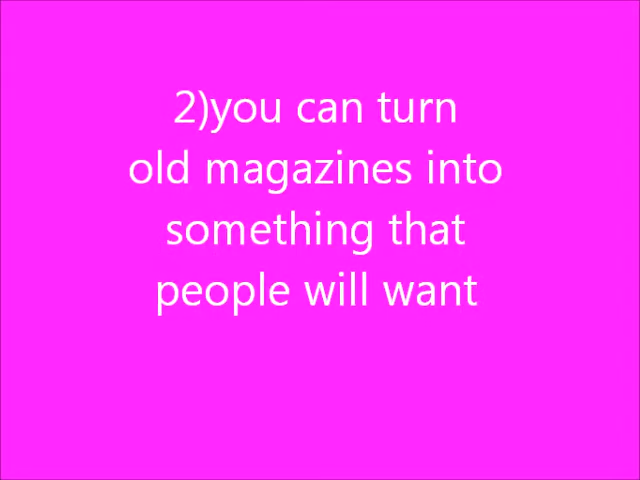 2)you can turn
old magazines into
something that
people will want